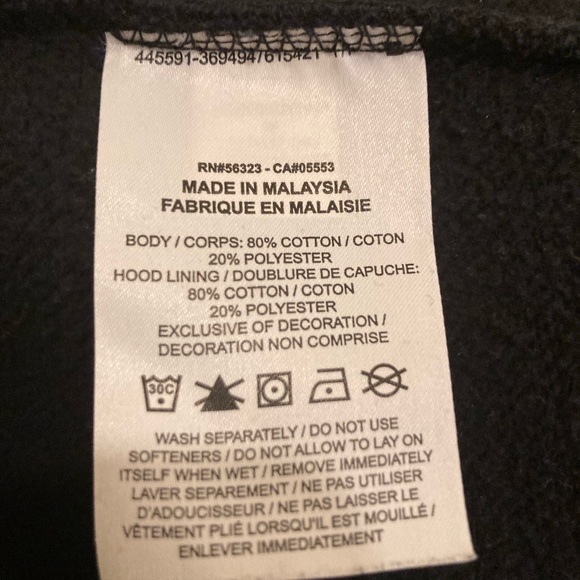 445591-369494/615421 1/1
RN#56323 - CA#05553
MADE IN MALAYSIA
FABRIQUE EN MALAISIE
BODY / CORPS: 80% COTTON / COTON
20% POLYESTER
HOOD LINING / DOUBLURE DE CAPUCHE:
80% COTTON / COTON
20% POLYESTER
EXCLUSIVE OF DECORATION /
DECORATION NON COMPRISE
30C
WASH SEPARATELY / DO NOT USE
SOFTENERS / DO NOT ALLOW TO LAY ON
ITSELF WHEN WET / REMOVE IMMEDIATELY
LAVER SEPAREMENT / NE PAS UTILISER
D'ADOUCISSEUR / NE PAS LAISSER LE
VÊTEMENT PLIÉ LORSQU'IL EST MOUILLÉ /
ENLEVER IMMEDIATEMENT